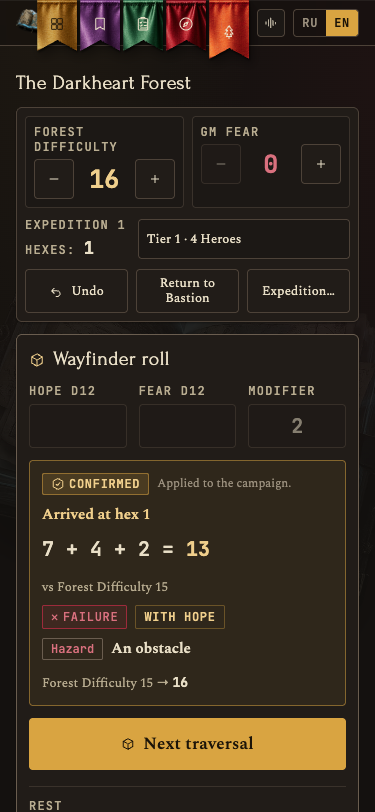 RU EN
The Darkheart Forest
FOREST DIFFICULTY
− 16 +
GM FEAR
− 0 +
EXPEDITION 1
HEXES: 1
Tier 1 · 4 Heroes
Undo
Return to Bastion
Expedition…
Wayfinder roll
HOPE D12
FEAR D12
MODIFIER
2
CONFIRMED Applied to the campaign.
Arrived at hex 1
7 + 4 + 2 = 13
vs Forest Difficulty 15
× FAILURE WITH HOPE
Hazard An obstacle
Forest Difficulty 15 → 16
Next traversal
REST